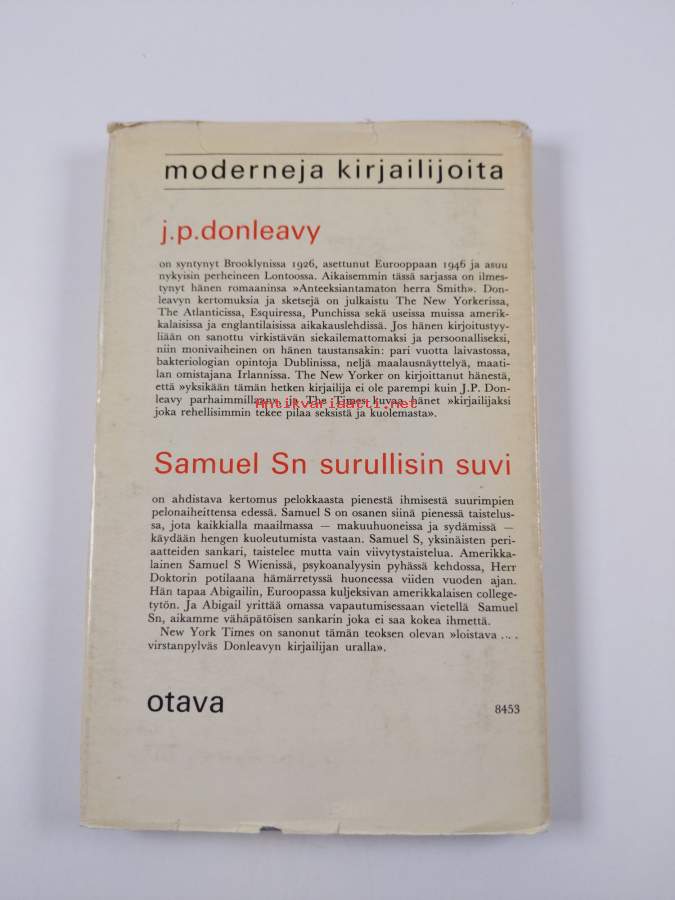 moderneja kirjailijoita
j.p.donleavy
on syntynyt Brooklynissa 1926, asettunut Eurooppaan 1946 ja asuu
nykyisin perheineen Lontoossa. Aikaisemmin tässä sarjassa on ilmes-
tynyt hänen romaaninsa »Anteeksiantamaton herra Smith». Don-
leavyn kertomuksia ja sketsejä on julkaistu The New Yorkerissa,
The Atlanticissa, Esquiressa, Punchissa sekä useissa muissa amerik-
kalaisissa ja englantilaisissa aikakauslehdissä. Jos hänen kirjoitustyy-
liään on sanottu virkistävän siekailemattomaksi ja persoonalliseksi,
niin monivaiheinen on hänen taustansakin: pari vuotta laivastossa,
bakteriologian opintoja Dublinissa, neljä maalausnäyttelyä, maati-
lan omistajana Irlannissa. The New Yorker on kirjoittanut hänestä,
että »yksikään tämän hetken kirjailija ei ole parempi kuin J.P. Don-
leavy parhaimmillaan» ja The Times kuvaa hänet »kirjailijaksi
Antikvariaatti.net
joka rehellisimmin tekee pilaa seksistä ja kuolemasta».
Samuel Sn surullisin suvi
on ahdistava kertomus pelokkaasta pienestä ihmisestä suurimpien
pelonaiheittensa edessä. Samuel S on osanen siinä pienessä taistelus-
sa, jota kaikkialla maailmassa — makuuhuoneissa ja sydämissä —
käydään hengen kuoleutumista vastaan. Samuel S, yksinäisten peri-
aatteiden sankari, taistelee mutta vain viivytystaistelua. Amerikka-
lainen Samuel S Wienissä, psykoanalyysin pyhässä kehdossa, Herr
Doktorin potilaana hämärretyssä huoneessa viiden vuoden ajan.
Hän tapaa Abigailin, Euroopassa kuljeksivan amerikkalaisen college-
tytön. Ja Abigail yrittää omassa vapautumisessaan vietellä Samuel
Sn, aikamme vähäpätöisen sankarin joka ei saa kokea ihmettä.
New York Times on sanonut tämän teoksen olevan »loistava ...
virstanpylväs Donleavyn kirjailijan uralla».
otava
8453